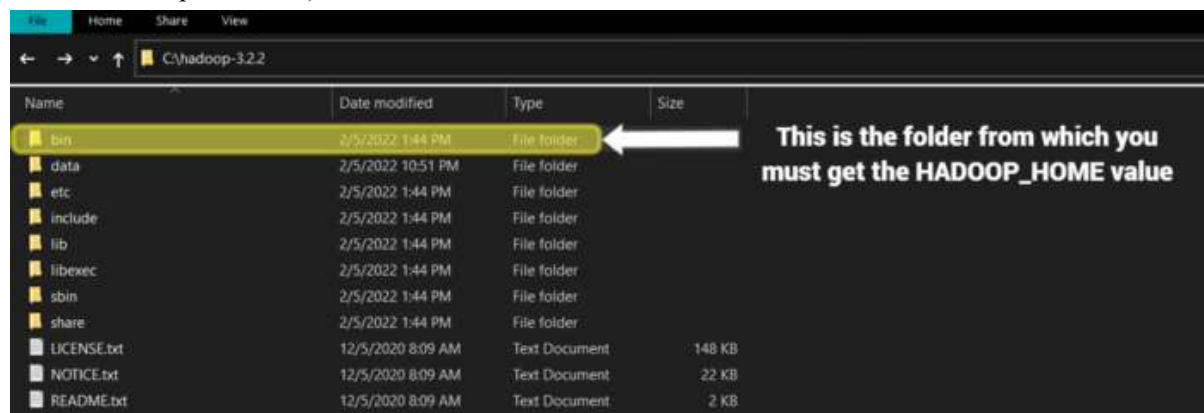 File Home Share View
C:\hadoop-3.2.2
Name Date modified Type Size
bin 2/5/2022 1:44 PM File folder
This is the folder from which you
data 2/5/2022 10:51 PM File folder
must get the HADOOP_HOME value
etc 2/5/2022 1:44 PM File folder
include 2/5/2022 1:44 PM File folder
lib 2/5/2022 1:44 PM File folder
libexec 2/5/2022 1:44 PM File folder
sbin 2/5/2022 1:44 PM File folder
share 2/5/2022 1:44 PM File folder
LICENSE.txt 12/5/2020 8:09 AM Text Document 148 KB
NOTICE.txt 12/5/2020 8:09 AM Text Document 22 KB
README.txt 12/5/2020 8:09 AM Text Document 2 KB